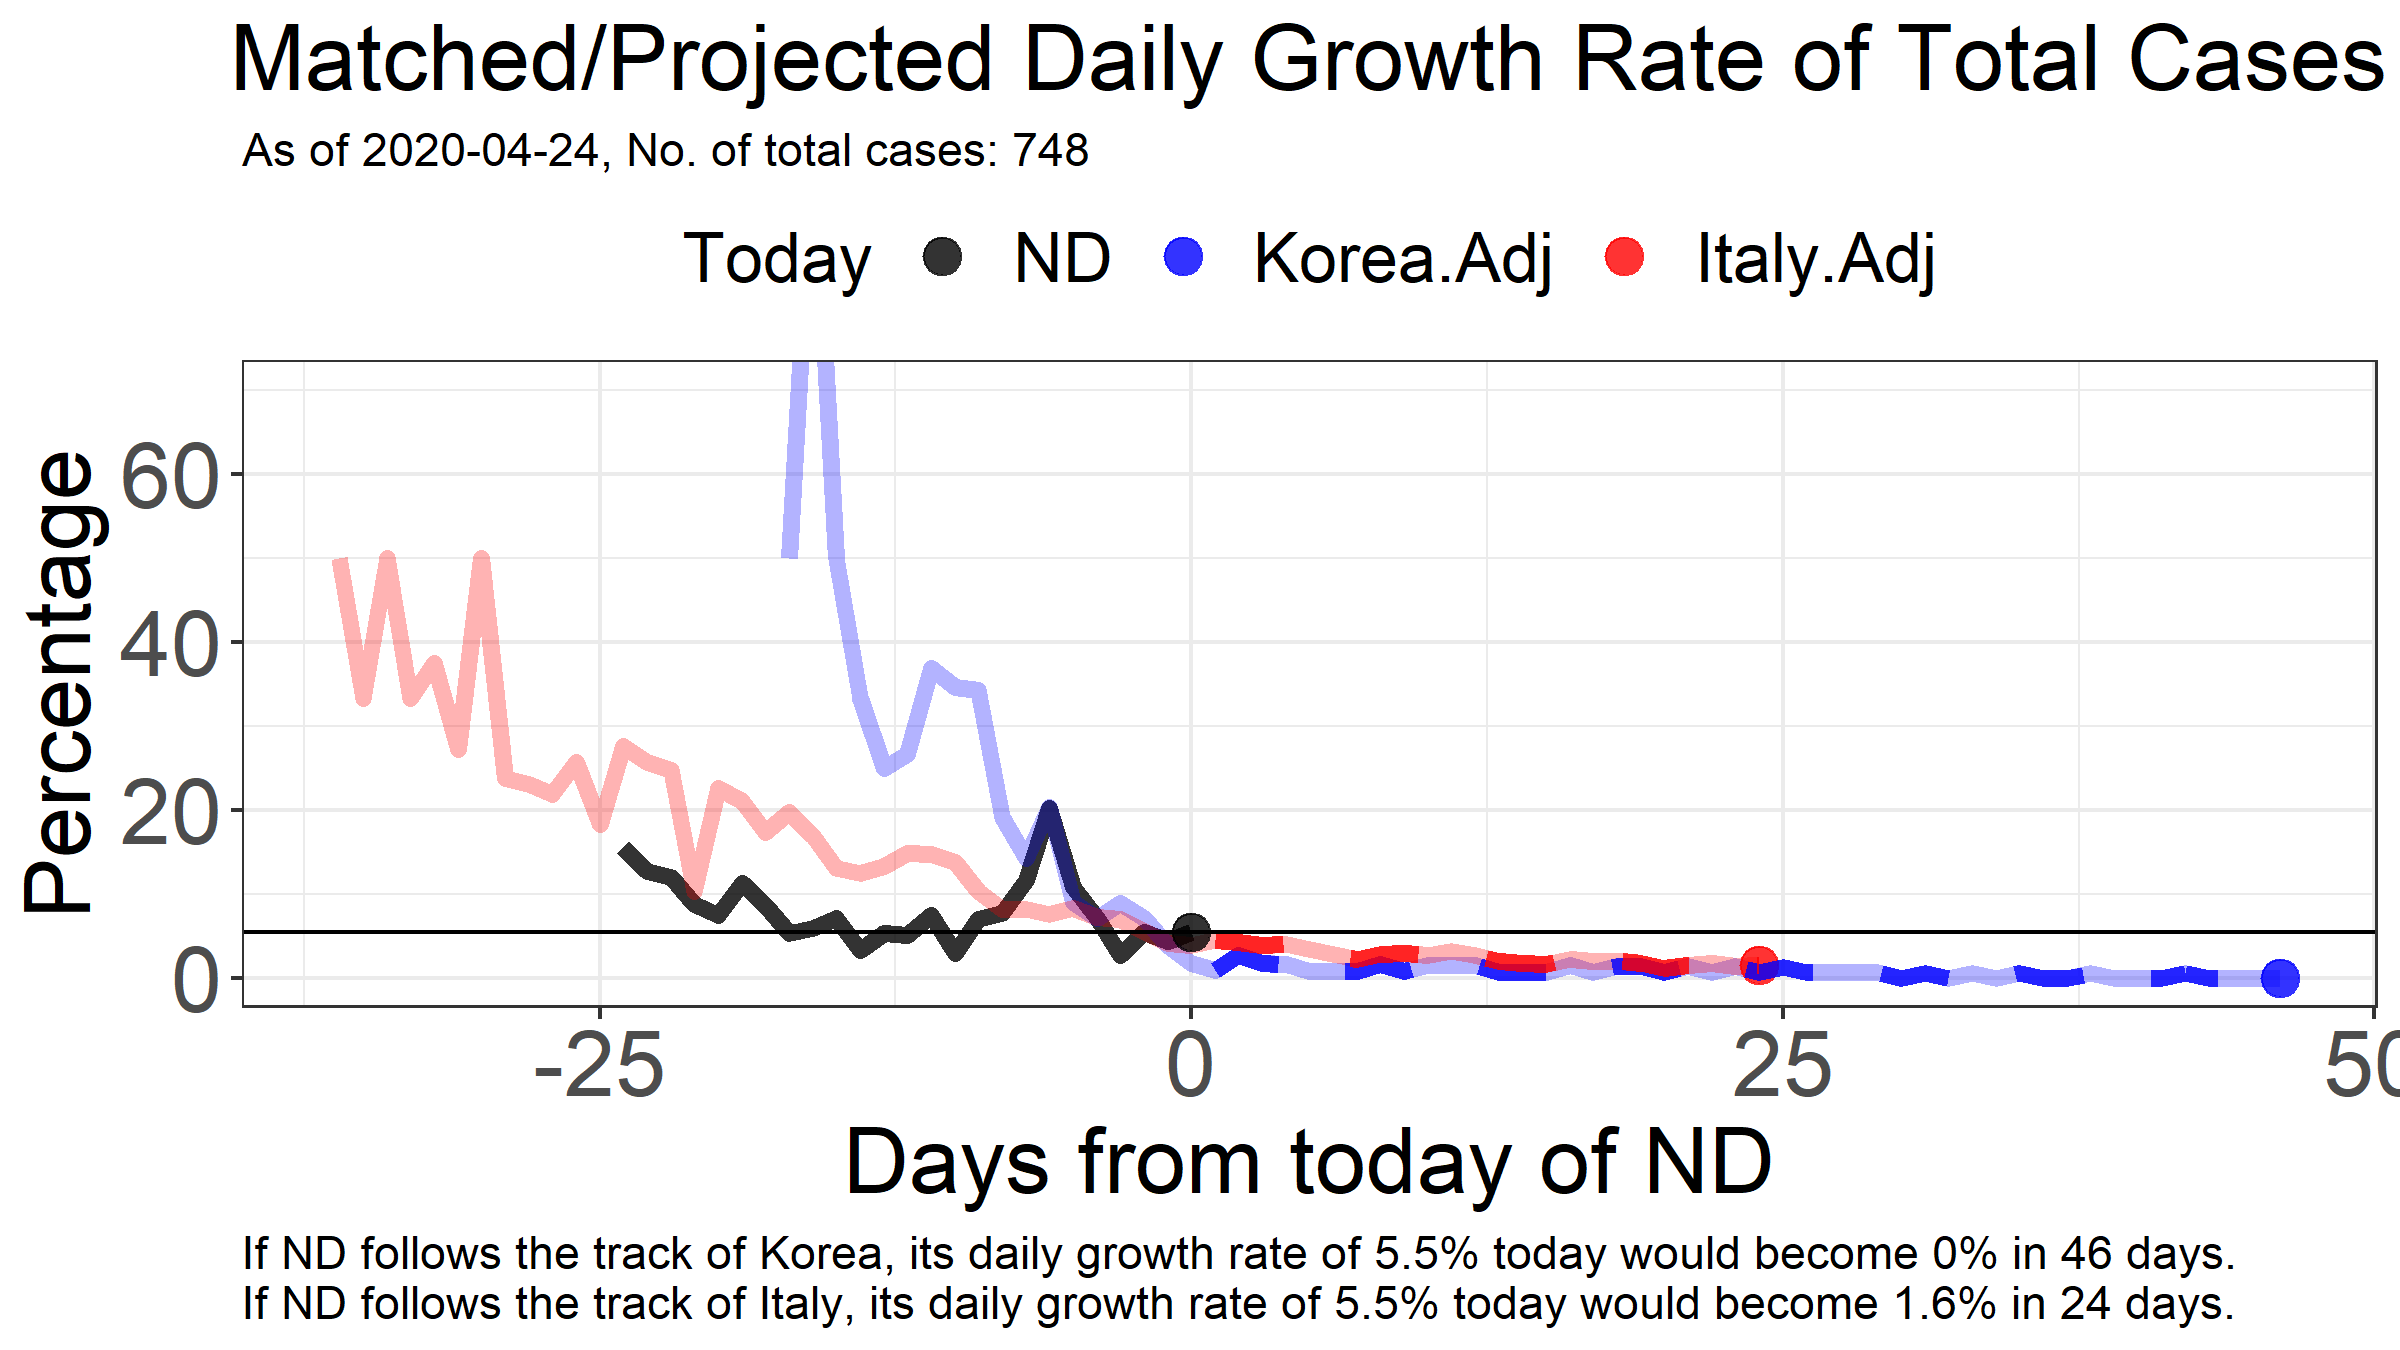 Matched/Projected Daily Growth Rate of Total Cases
As of 2020-04-24, No. of total cases: 748
Today ND Korea.Adj Italy.Adj
Percentage
60
40
20
0
-25 0 25 50
Days from today of ND
If ND follows the track of Korea, its daily growth rate of 5.5% today would become 0% in 46 days.
If ND follows the track of Italy, its daily growth rate of 5.5% today would become 1.6% in 24 days.